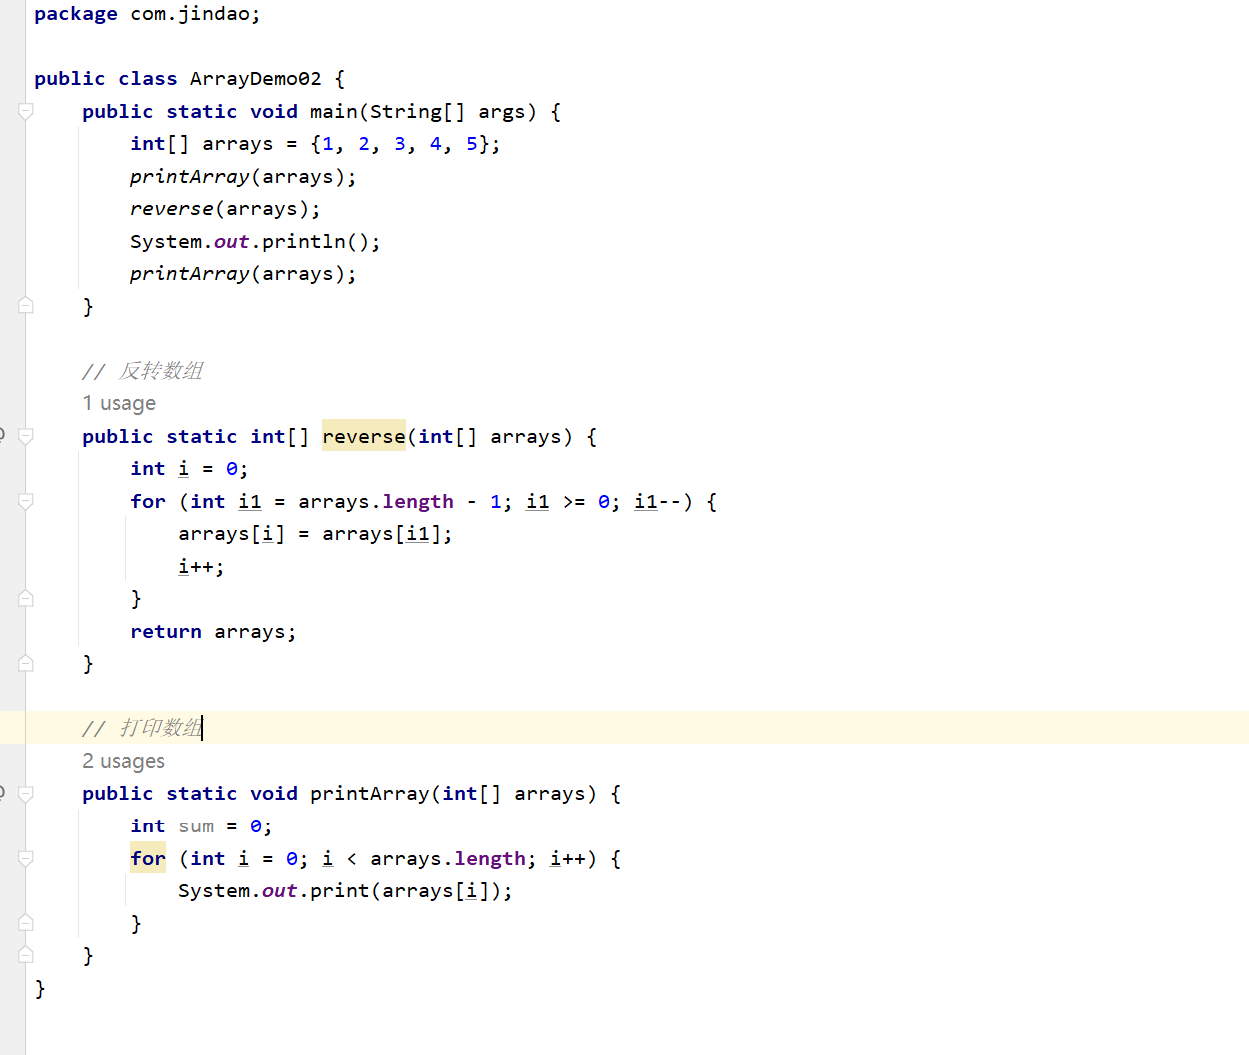 package com.jindao;
public class ArrayDemo02 {
public static void main(String[] args) {
int[] arrays = {1, 2, 3, 4, 5};
printArray(arrays);
reverse(arrays);
System.out.println();
printArray(arrays);
}
// 反转数组
1 usage
public static int[] reverse(int[] arrays) {
int i = 0;
for (int i1 = arrays.length - 1; i1 >= 0; i1--) {
arrays[i] = arrays[i1];
i++;
}
return arrays;
}
// 打印数组
2 usages
public static void printArray(int[] arrays) {
int sum = 0;
for (int i = 0; i < arrays.length; i++) {
System.out.print(arrays[i]);
}
}
}